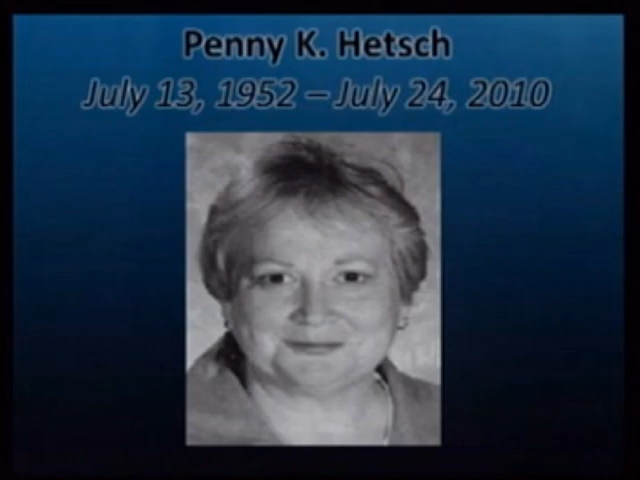 Penny K. Hetsch
July 13, 1952 – July 24, 2010